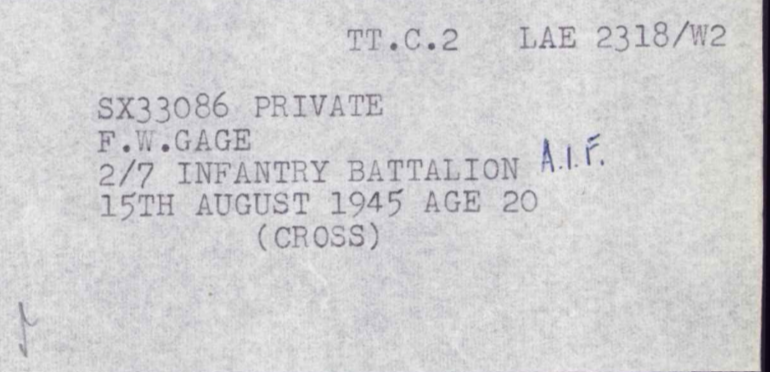 TT.C.2 LAE 2318/W2
SX33086 PRIVATE
F.W.GAGE
2/7 INFANTRY BATTALION A.I.F.
15TH AUGUST 1945 AGE 20
(CROSS)